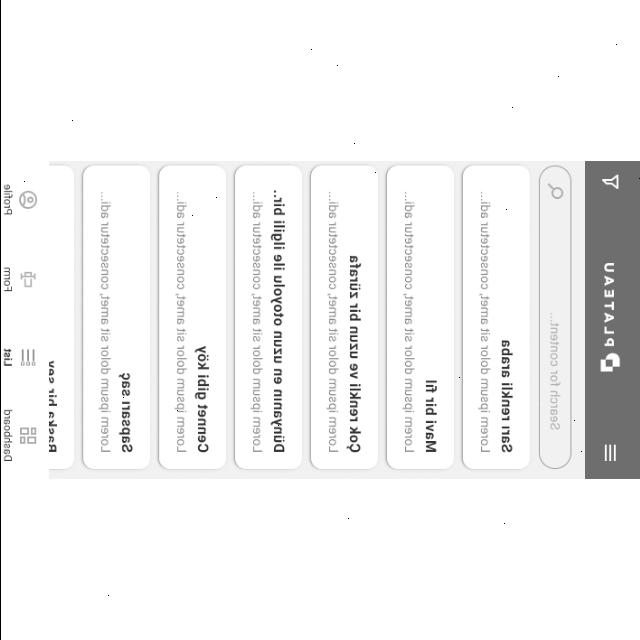 PLATEAU
Search for content...
Sarı renkli araba
Lorem ipsum dolor sit amet, consectetur adi...
Mavi bir fil
Lorem ipsum dolor sit amet, consectetur adi...
Çok renkli ve uzun bir zürafa
Lorem ipsum dolor sit amet, consectetur adi...
Dünyanın en uzun otoyolu ile ilgili bir...
Lorem ipsum dolor sit amet, consectetur adi...
Cennet gibi Köy
Lorem ipsum dolor sit amet, consectetur adi...
Sapsarı saç
Lorem ipsum dolor sit amet, consectetur adi...
Başka bir şey
Dashboard
List
Form
Profile